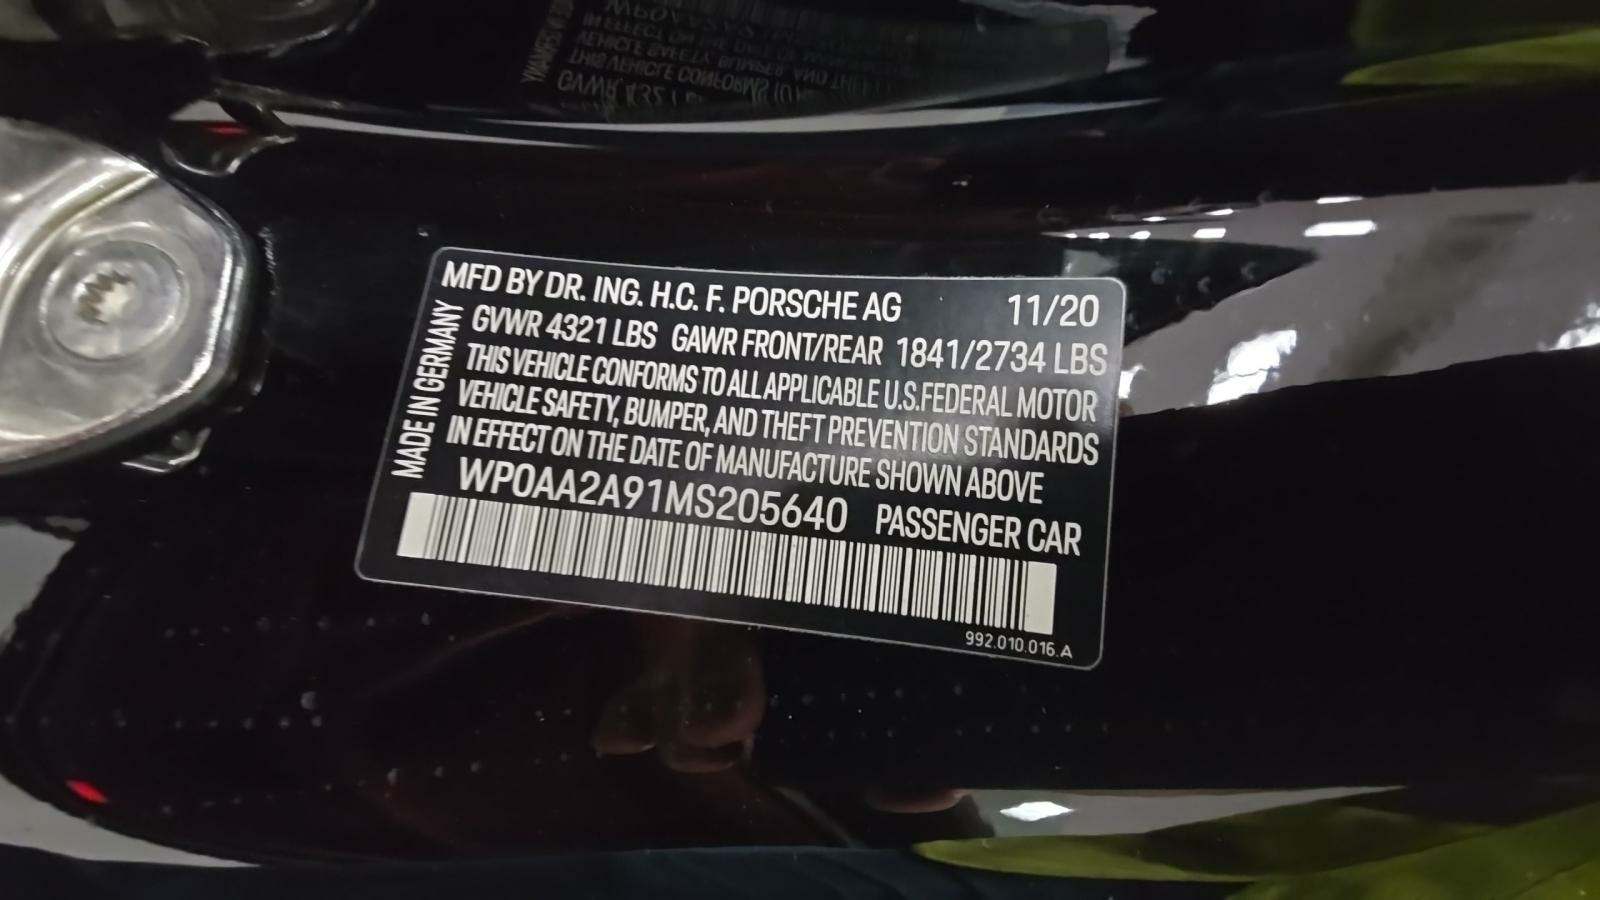 MFD BY DR. ING. H.C. F. PORSCHE AG 11/20
GVWR 4321 LBS GAWR FRONT/REAR 1841/2734 LBS
THIS VEHICLE CONFORMS TO ALL APPLICABLE U.S.FEDERAL MOTOR
VEHICLE SAFETY, BUMPER, AND THEFT PREVENTION STANDARDS
IN EFFECT ON THE DATE OF MANUFACTURE SHOWN ABOVE
WP0AA2A91MS205640 PASSENGER CAR
MADE IN GERMANY
992.010.016.A